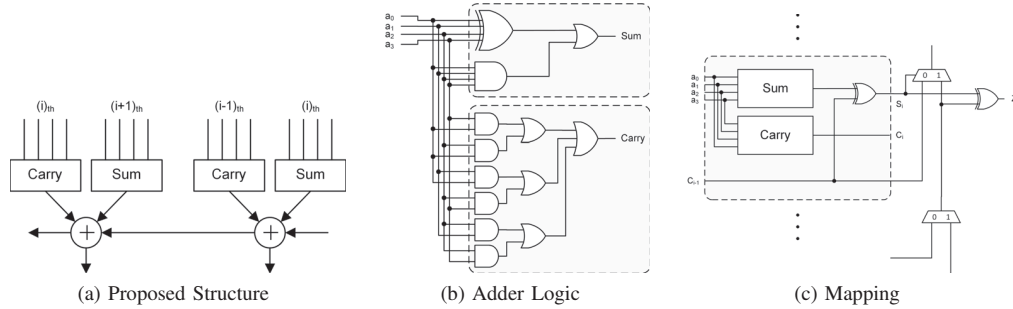 (i)th (i+1)th (i-1)th (i)th
Carry Sum Carry Sum
+ +
(a) Proposed Structure
a0
a1
a2
a3
Sum
Carry
(b) Adder Logic
0 1
a0
a1
a2
a3
Sum
Si
Carry
Ci
Ci-1
0 1
(c) Mapping